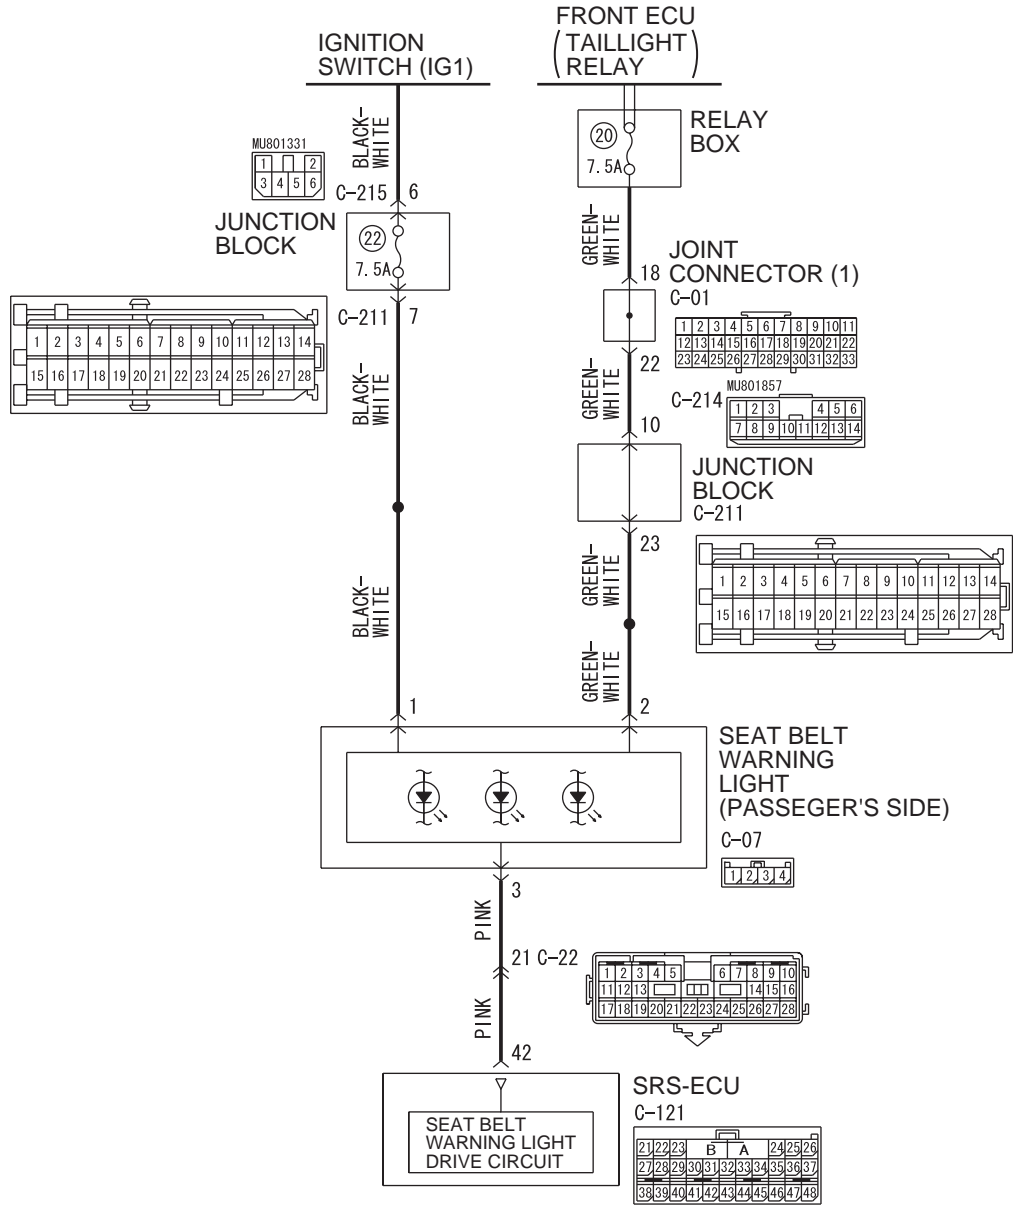 IGNITION
SWITCH (IG1)
FRONT ECU
(TAILLIGHT
RELAY)
BLACK-
WHITE
RELAY
BOX
20
7.5A
MU801331
1 2
3 4 5 6
C-215 6
JUNCTION
BLOCK
22
7.5A
C-211 7
GREEN-
WHITE
18
JOINT
CONNECTOR (1)
C-01
1 2 3 4 5 6 7 8 9 10 11
12 13 14 15 16 17 18 19 20 21 22
23 24 25 26 27 28 29 30 31 32 33
1 2 3 4 5 6 7 8 9 10 11 12 13 14
15 16 17 18 19 20 21 22 23 24 25 26 27 28
BLACK-
WHITE
22
GREEN-
WHITE
C-214
MU801857
1 2 3 4 5 6
7 8 9 10 11 12 13 14
10
JUNCTION
BLOCK
C-211
23
GREEN-
WHITE
1 2 3 4 5 6 7 8 9 10 11 12 13 14
15 16 17 18 19 20 21 22 23 24 25 26 27 28
BLACK-
WHITE
GREEN-
WHITE
1
2
SEAT BELT
WARNING
LIGHT
(PASSEGER'S SIDE)
C-07
1 2 3 4
3
PINK
21 C-22
1 2 3 4 5 6 7 8 9 10
11 12 13 14 15 16
17 18 19 20 21 22 23 24 25 26 27 28
PINK
42
SRS-ECU
C-121
SEAT BELT
WARNING LIGHT
DRIVE CIRCUIT
21 22 23 B A 24 25 26
27 28 29 30 31 32 33 34 35 36 37
38 39 40 41 42 43 44 45 46 47 48